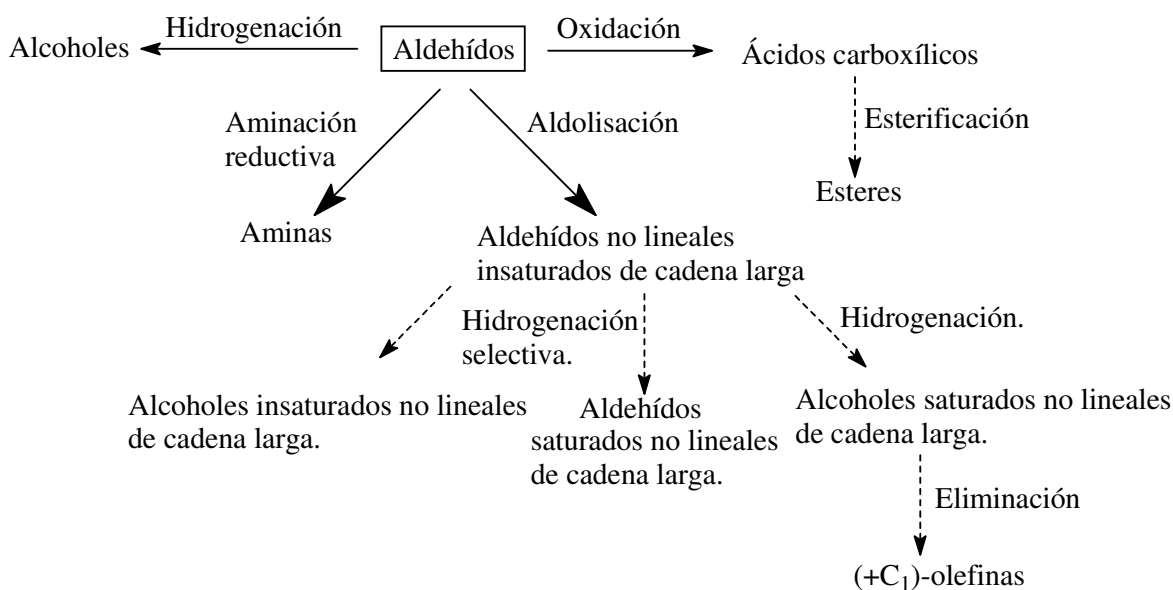 Hidrogenación
Alcoholes
Aldehídos
Oxidación
Ácidos carboxílicos
Aminación
reductiva
Aldolisación
Esterificación
Esteres
Aminas
Aldehídos no lineales
insaturados de cadena larga
Hidrogenación
selectiva.
Hidrogenación.
Alcoholes insaturados no lineales
de cadena larga.
Aldehídos
saturados no lineales
de cadena larga.
Alcoholes saturados no lineales
de cadena larga.
Eliminación
(+C₁)-olefinas